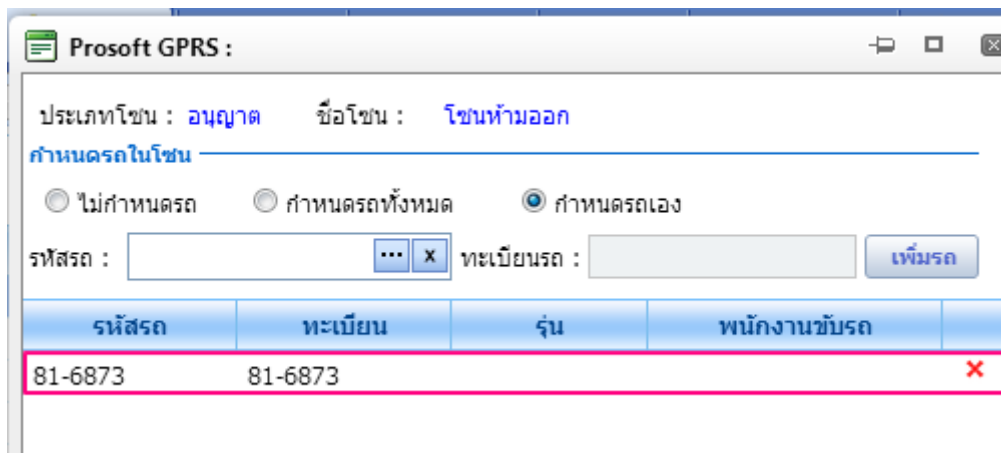 Prosoft GPRS :
ประเภทโซน : อนุญาต ชื่อโซน : โซนห้ามออก
กำหนดรถในโซน
ไม่กำหนดรถ กำหนดรถทั้งหมด กำหนดรถเอง
รหัสรถ : ... x ทะเบียนรถ : เพิ่มรถ
รหัสรถ ทะเบียน รุ่น พนักงานขับรถ
81-6873 81-6873